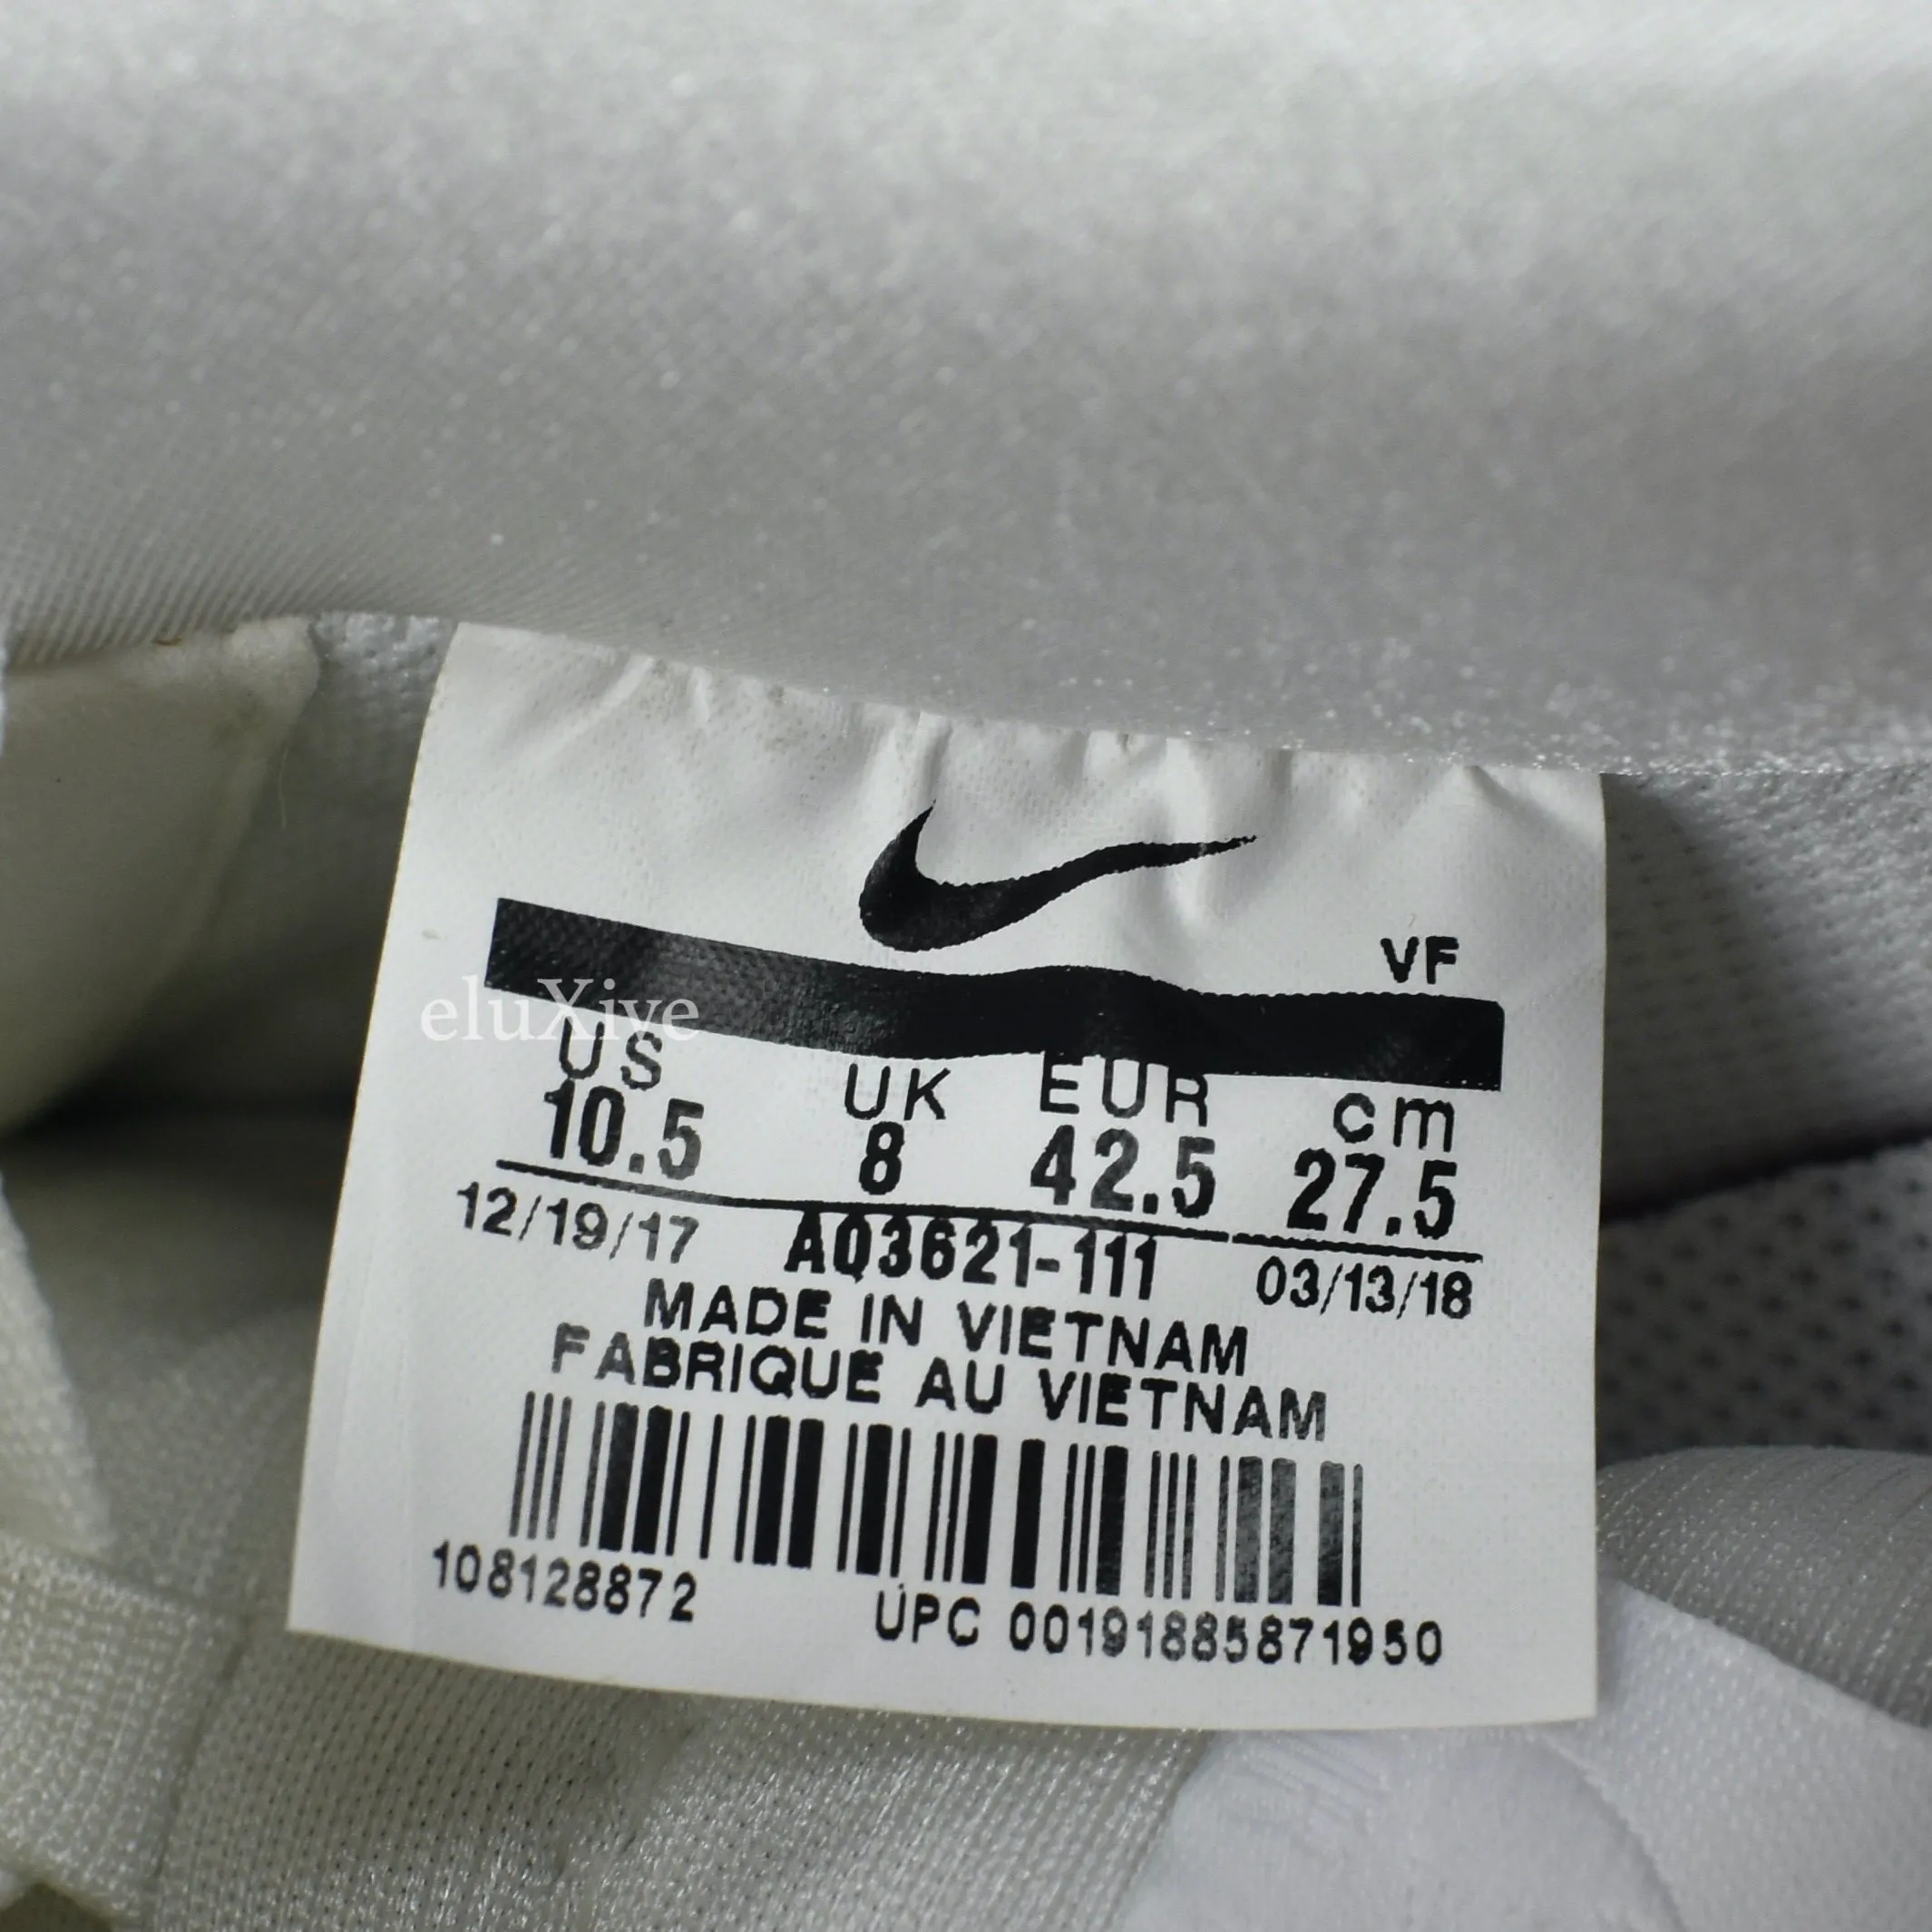 VF
eluXive
US UK EUR cm
10.5 8 42.5 27.5
12/19/17 AQ3621-111 03/13/18
MADE IN VIETNAM
FABRIQUE AU VIETNAM
108128872 UPC 00191885871950